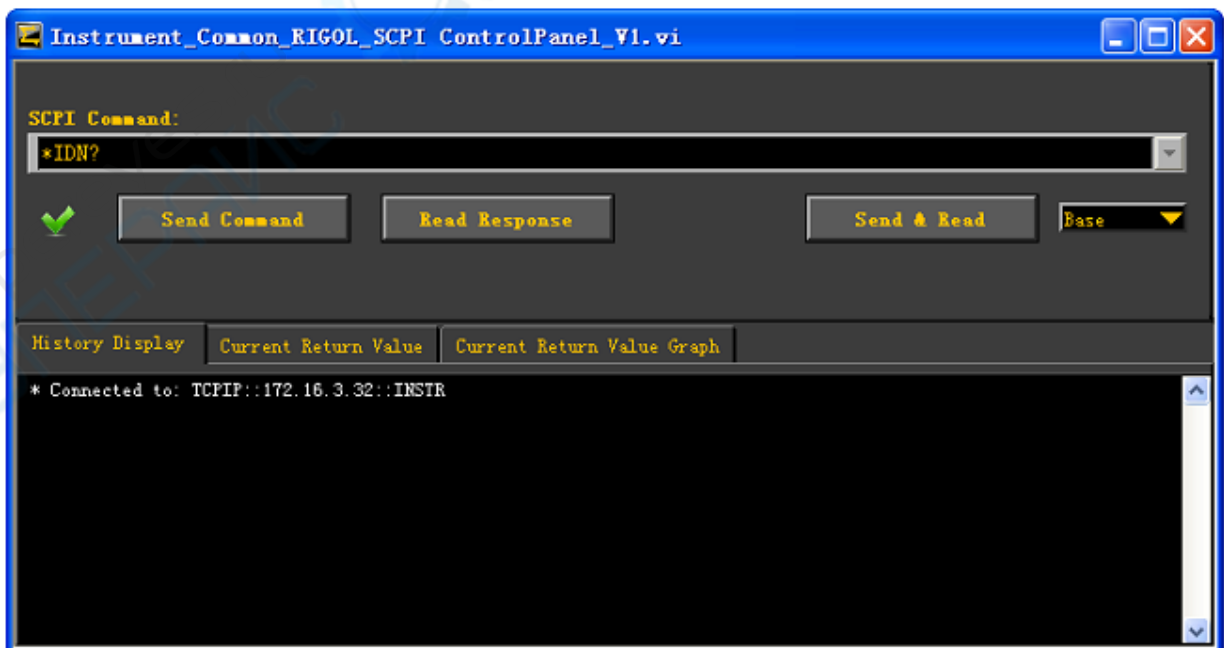 Instrument_Common_RIGOL_SCPI ControlPanel_V1.vi
SCPI Command:
*IDN?
Send Command Read Response Send & Read Base
History Display Current Return Value Current Return Value Graph
* Connected to: TCPIP::172.16.3.32::INSTR